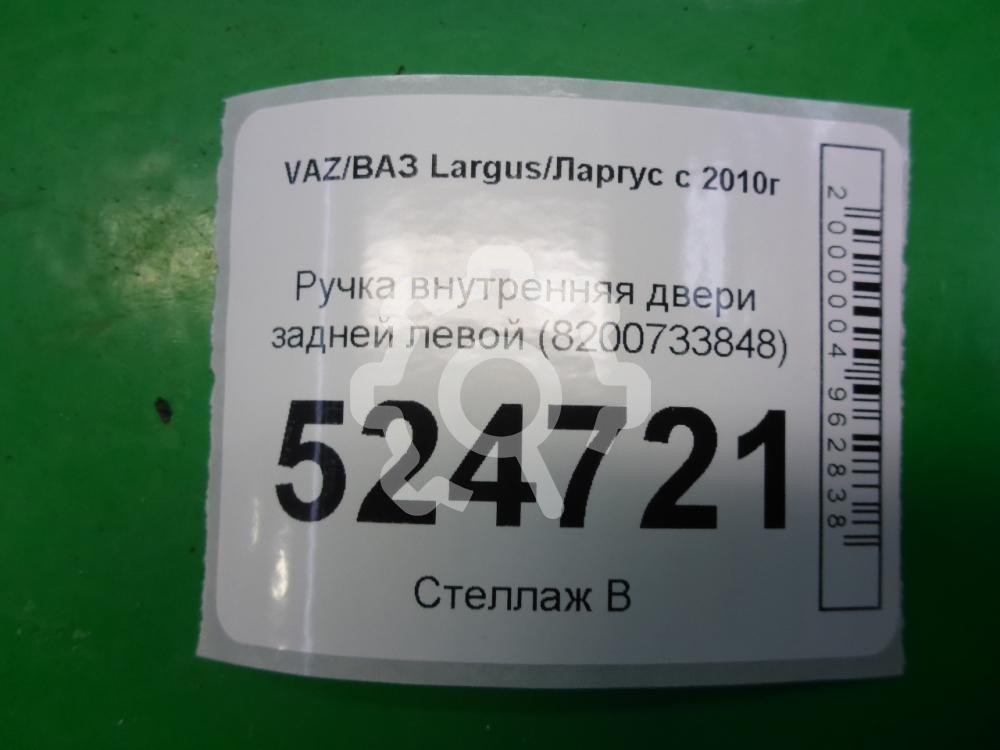 VAZ/ВАЗ Largus/Ларгус с 2010г
Ручка внутренняя двери
задней левой (8200733848)
524721
Стеллаж В
2000004962838